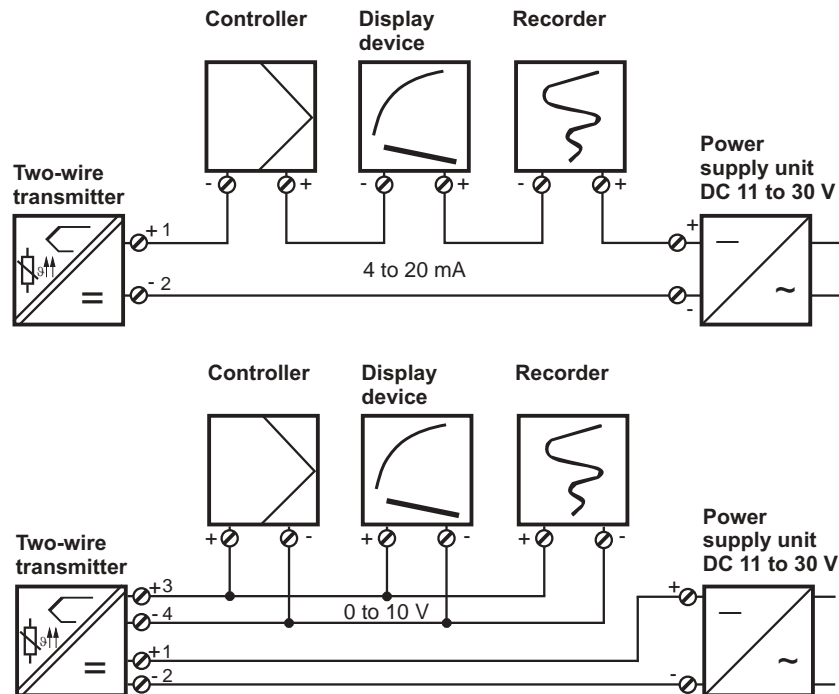 Controller
Display
device
Recorder
Power
supply unit
DC 11 to 30 V
Two-wire
transmitter
- +
- +
- +
+ 1
+
ϑ
4 to 20 mA
=
- 2
-
~
Controller
Display
device
Recorder
Power
supply unit
DC 11 to 30 V
Two-wire
transmitter
+ -
+ -
+ -
+3
+
- 4
0 to 10 V
ϑ
+1
=
- 2
-
~